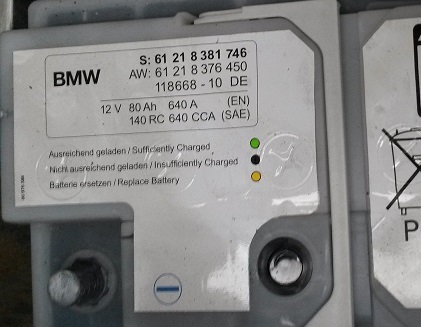 S: 61 21 8 381 746
BMW
AW: 61 21 8 376 450
118668 - 10 DE
12 V 80 Ah 640 A (EN)
140 RC 640 CCA (SAE)
Ausreichend geladen / Sufficiently Charged
Nicht ausreichend geladen / Insufficiently Charged
Batterie ersetzen / Replace Battery
P